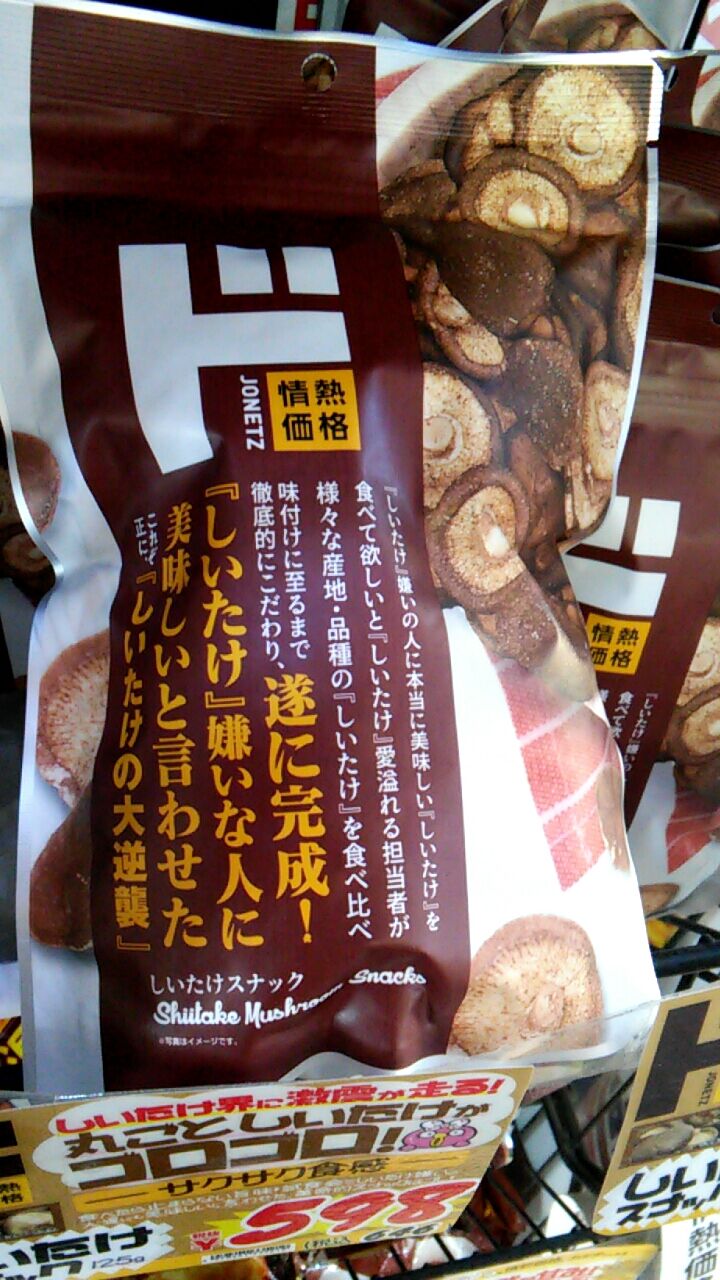 ド
JONETZ
情熱
価格
『しいたけ』嫌いの人に本当に美味しい『しいたけ』を
食べて欲しいと『しいたけ』愛溢れる担当者が
様々な産地・品種の『しいたけ』を食べ比べ
味付けに至るまで
徹底的にこだわり、
遂に完成！
『しいたけ』嫌いな人に
美味しいと言わせた
これぞ
正に、
『しいたけの大逆襲』
しいたけスナック
Shiitake Mushroom Snacks
※写真はイメージです。
しいたけ界に激震が走る!
丸ごとしいたけが
ゴロゴロ!
サクサク食感
598
125g
ド
情熱
価格
JONETZ